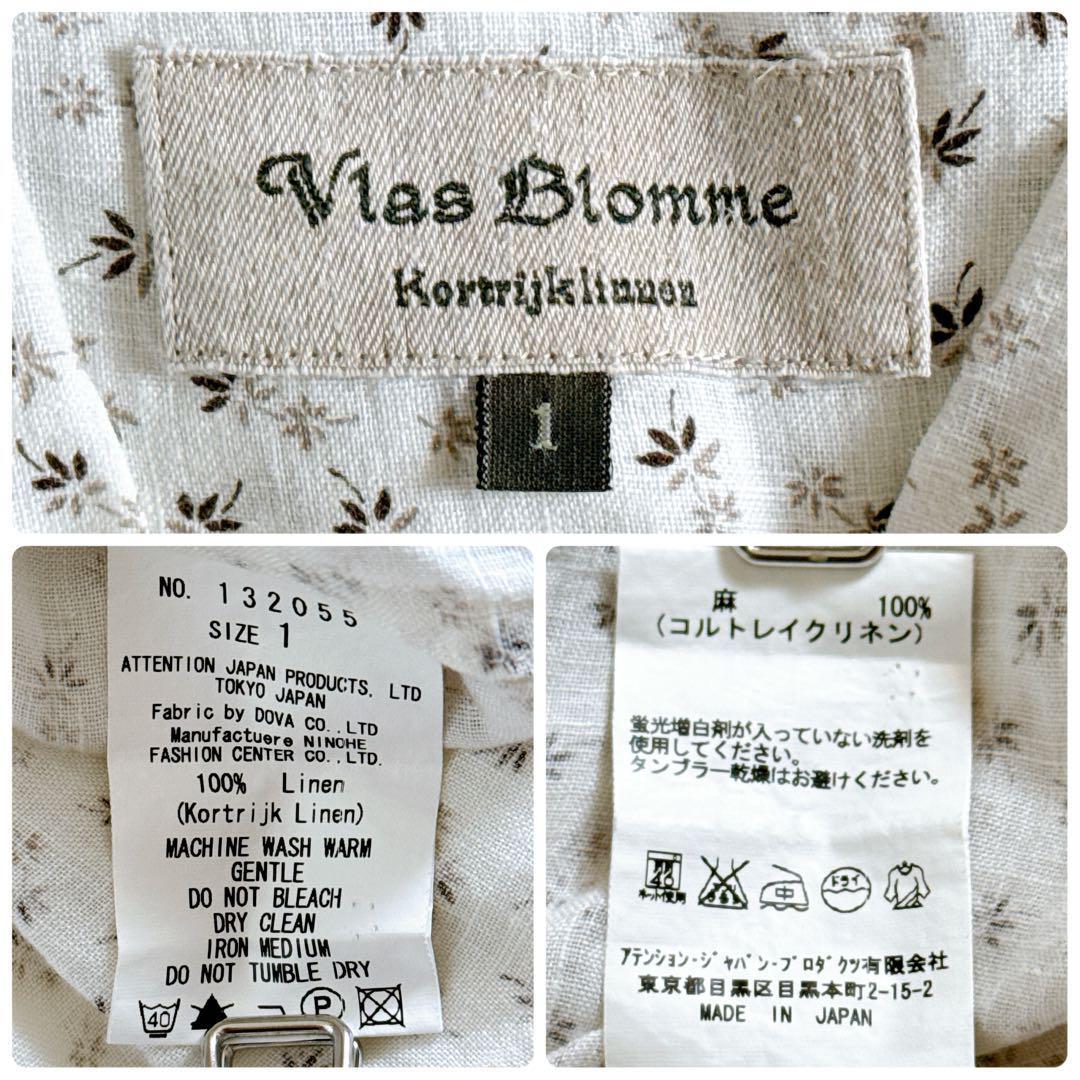 Vlas Blomme
Kortrijklinnen
1
NO. 132055
SIZE 1
ATTENTION JAPAN PRODUCTS. LTD
TOKYO JAPAN
Fabric by DOVA CO.,LTD
Manufactuere NINOHE
FASHION CENTER CO.,LTD.
100% Linen
(Kortrijk Linen)
MACHINE WASH WARM
GENTLE
DO NOT BLEACH
DRY CLEAN
IRON MEDIUM
DO NOT TUMBLE DRY
40 P
麻 100%
(コルトレイクリネン)
蛍光増白剤が入っていない洗剤を
使用してください。
タンブラー乾燥はお避けください。
40 中 ドライ
ネット使用
アテンション・ジャパン・プロダクツ有限会社
東京都目黒区目黒本町2-15-2
MADE IN JAPAN